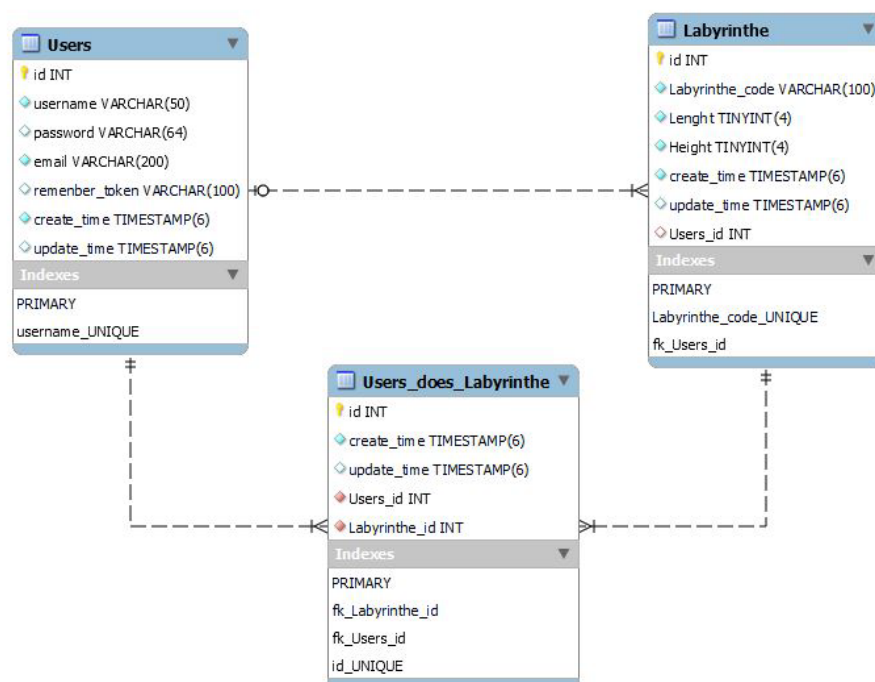 Users
id INT
username VARCHAR(50)
password VARCHAR(64)
email VARCHAR(200)
remenber_token VARCHAR(100)
create_time TIMESTAMP(6)
update_time TIMESTAMP(6)
Indexes
PRIMARY
username_UNIQUE
Labyrinthe
id INT
Labyrinthe_code VARCHAR(100)
Lenght TINYINT(4)
Height TINYINT(4)
create_time TIMESTAMP(6)
update_time TIMESTAMP(6)
Users_id INT
Indexes
PRIMARY
Labyrinthe_code_UNIQUE
fk_Users_id
Users_does_Labyrinthe
id INT
create_time TIMESTAMP(6)
update_time TIMESTAMP(6)
Users_id INT
Labyrinthe_id INT
Indexes
PRIMARY
fk_Labyrinthe_id
fk_Users_id
id_UNIQUE